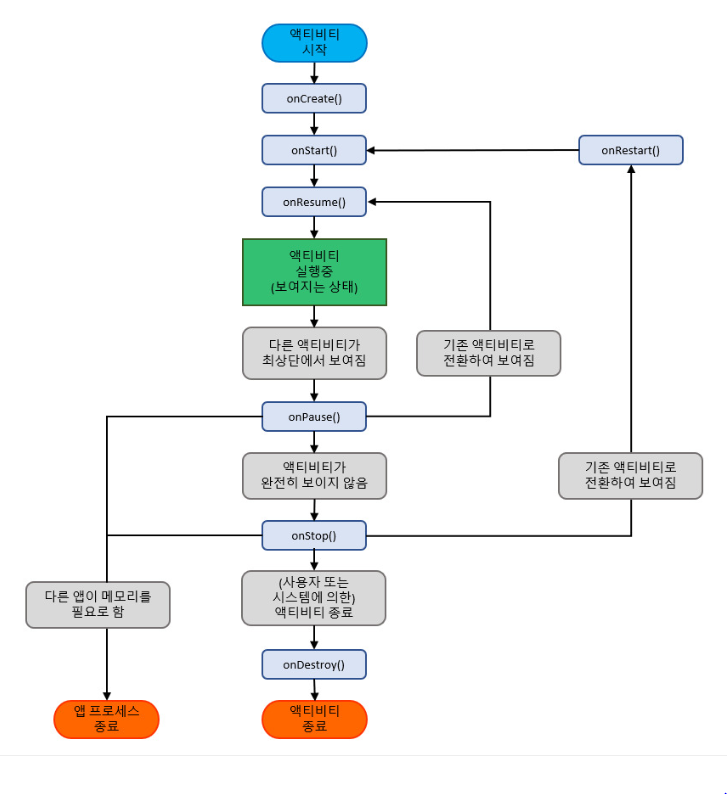 액티비티
시작
onCreate()
onStart()
onRestart()
onResume()
액티비티
실행중
(보여지는 상태)
다른 액티비티가
최상단에서 보여짐
기존 액티비티로
전환하여 보여짐
onPause()
액티비티가
완전히 보이지 않음
기존 액티비티로
전환하여 보여짐
onStop()
(사용자 또는
시스템에 의한)
액티비티 종료
다른 앱이 메모리를
필요로 함
onDestroy()
앱 프로세스
종료
액티비티
종료